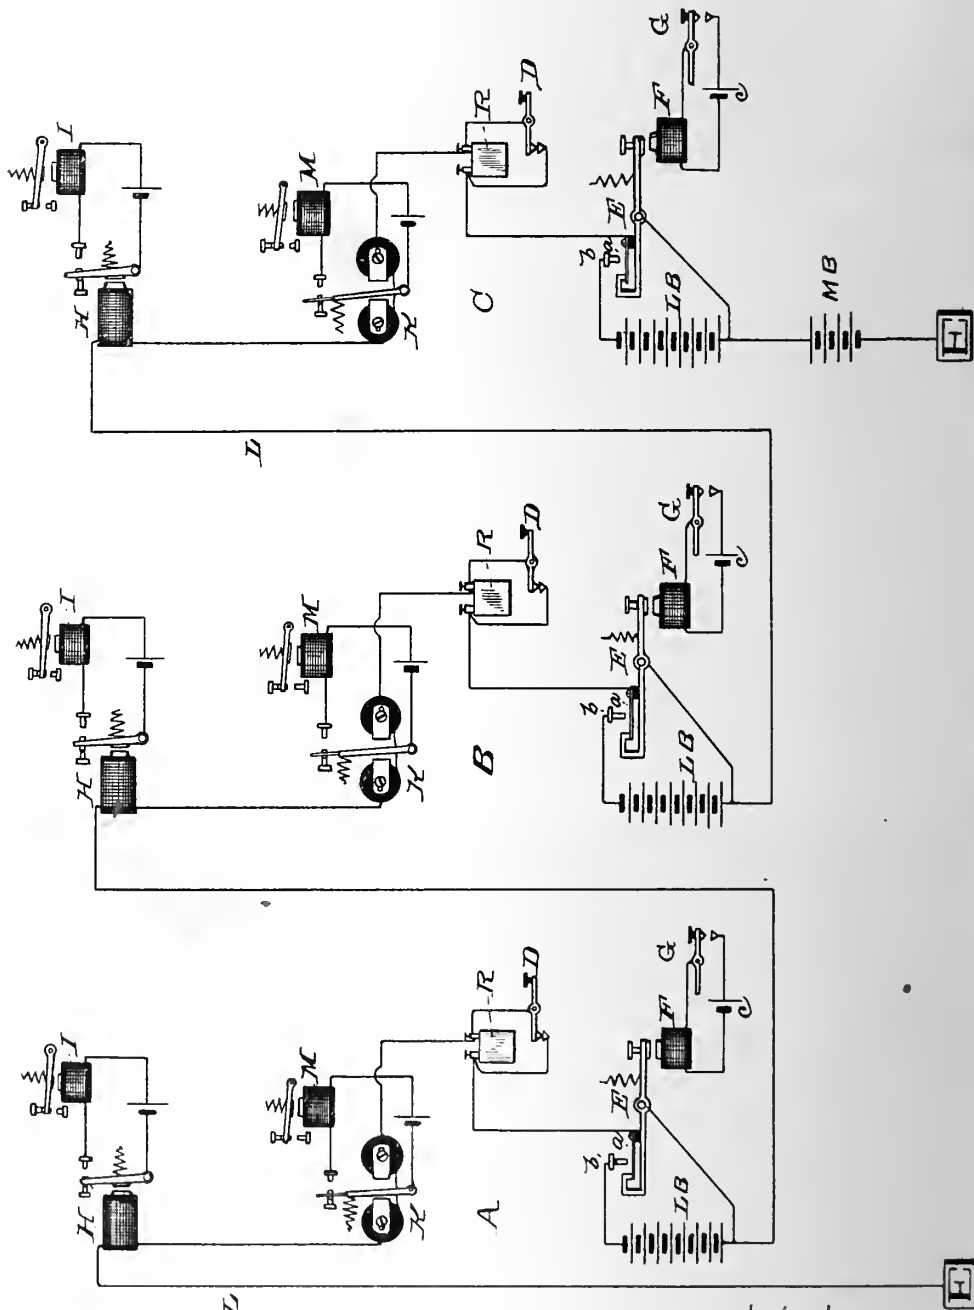 H I H I H I
L L
M M M
K K K
A R B R C R
D D D
b b b
a E a E a E
F G F G F G
LB LB LB
MB